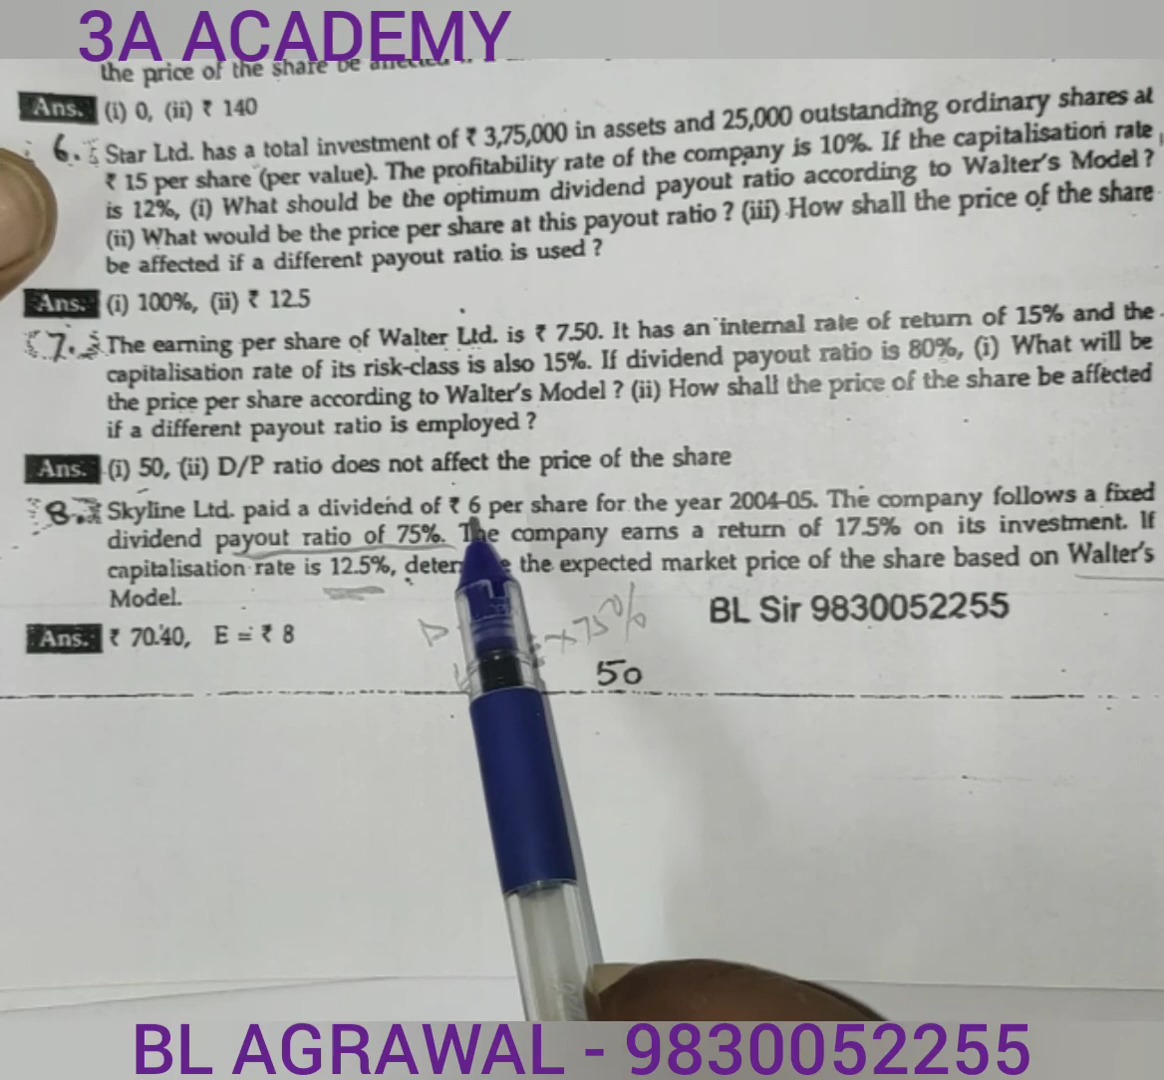 3A ACADEMY
the price of the share be affected
Ans. (i) 0, (ii) ₹ 140
6. Star Ltd. has a total investment of ₹ 3,75,000 in assets and 25,000 outstanding ordinary shares at
₹ 15 per share (per value). The profitability rate of the company is 10%. If the capitalisation rate
is 12%, (i) What should be the optimum dividend payout ratio according to Walter's Model ?
(ii) What would be the price per share at this payout ratio ? (iii) How shall the price of the share
be affected if a different payout ratio is used ?
Ans. (i) 100%, (ii) ₹ 12.5
7. The earning per share of Walter Ltd. is ₹ 7.50. It has an internal rate of return of 15% and the
capitalisation rate of its risk-class is also 15%. If dividend payout ratio is 80%, (i) What will be
the price per share according to Walter's Model ? (ii) How shall the price of the share be affected
if a different payout ratio is employed ?
Ans. (i) 50, (ii) D/P ratio does not affect the price of the share
8. Skyline Ltd. paid a dividend of ₹ 6 per share for the year 2004-05. The company follows a fixed
dividend payout ratio of 75%. The company earns a return of 17.5% on its investment. If
capitalisation rate is 12.5%, deter e the expected market price of the share based on Walter's
Model.
BL Sir 9830052255
Ans. ₹ 70.40, E = ₹ 8
D
×75%
50
BL AGRAWAL - 9830052255